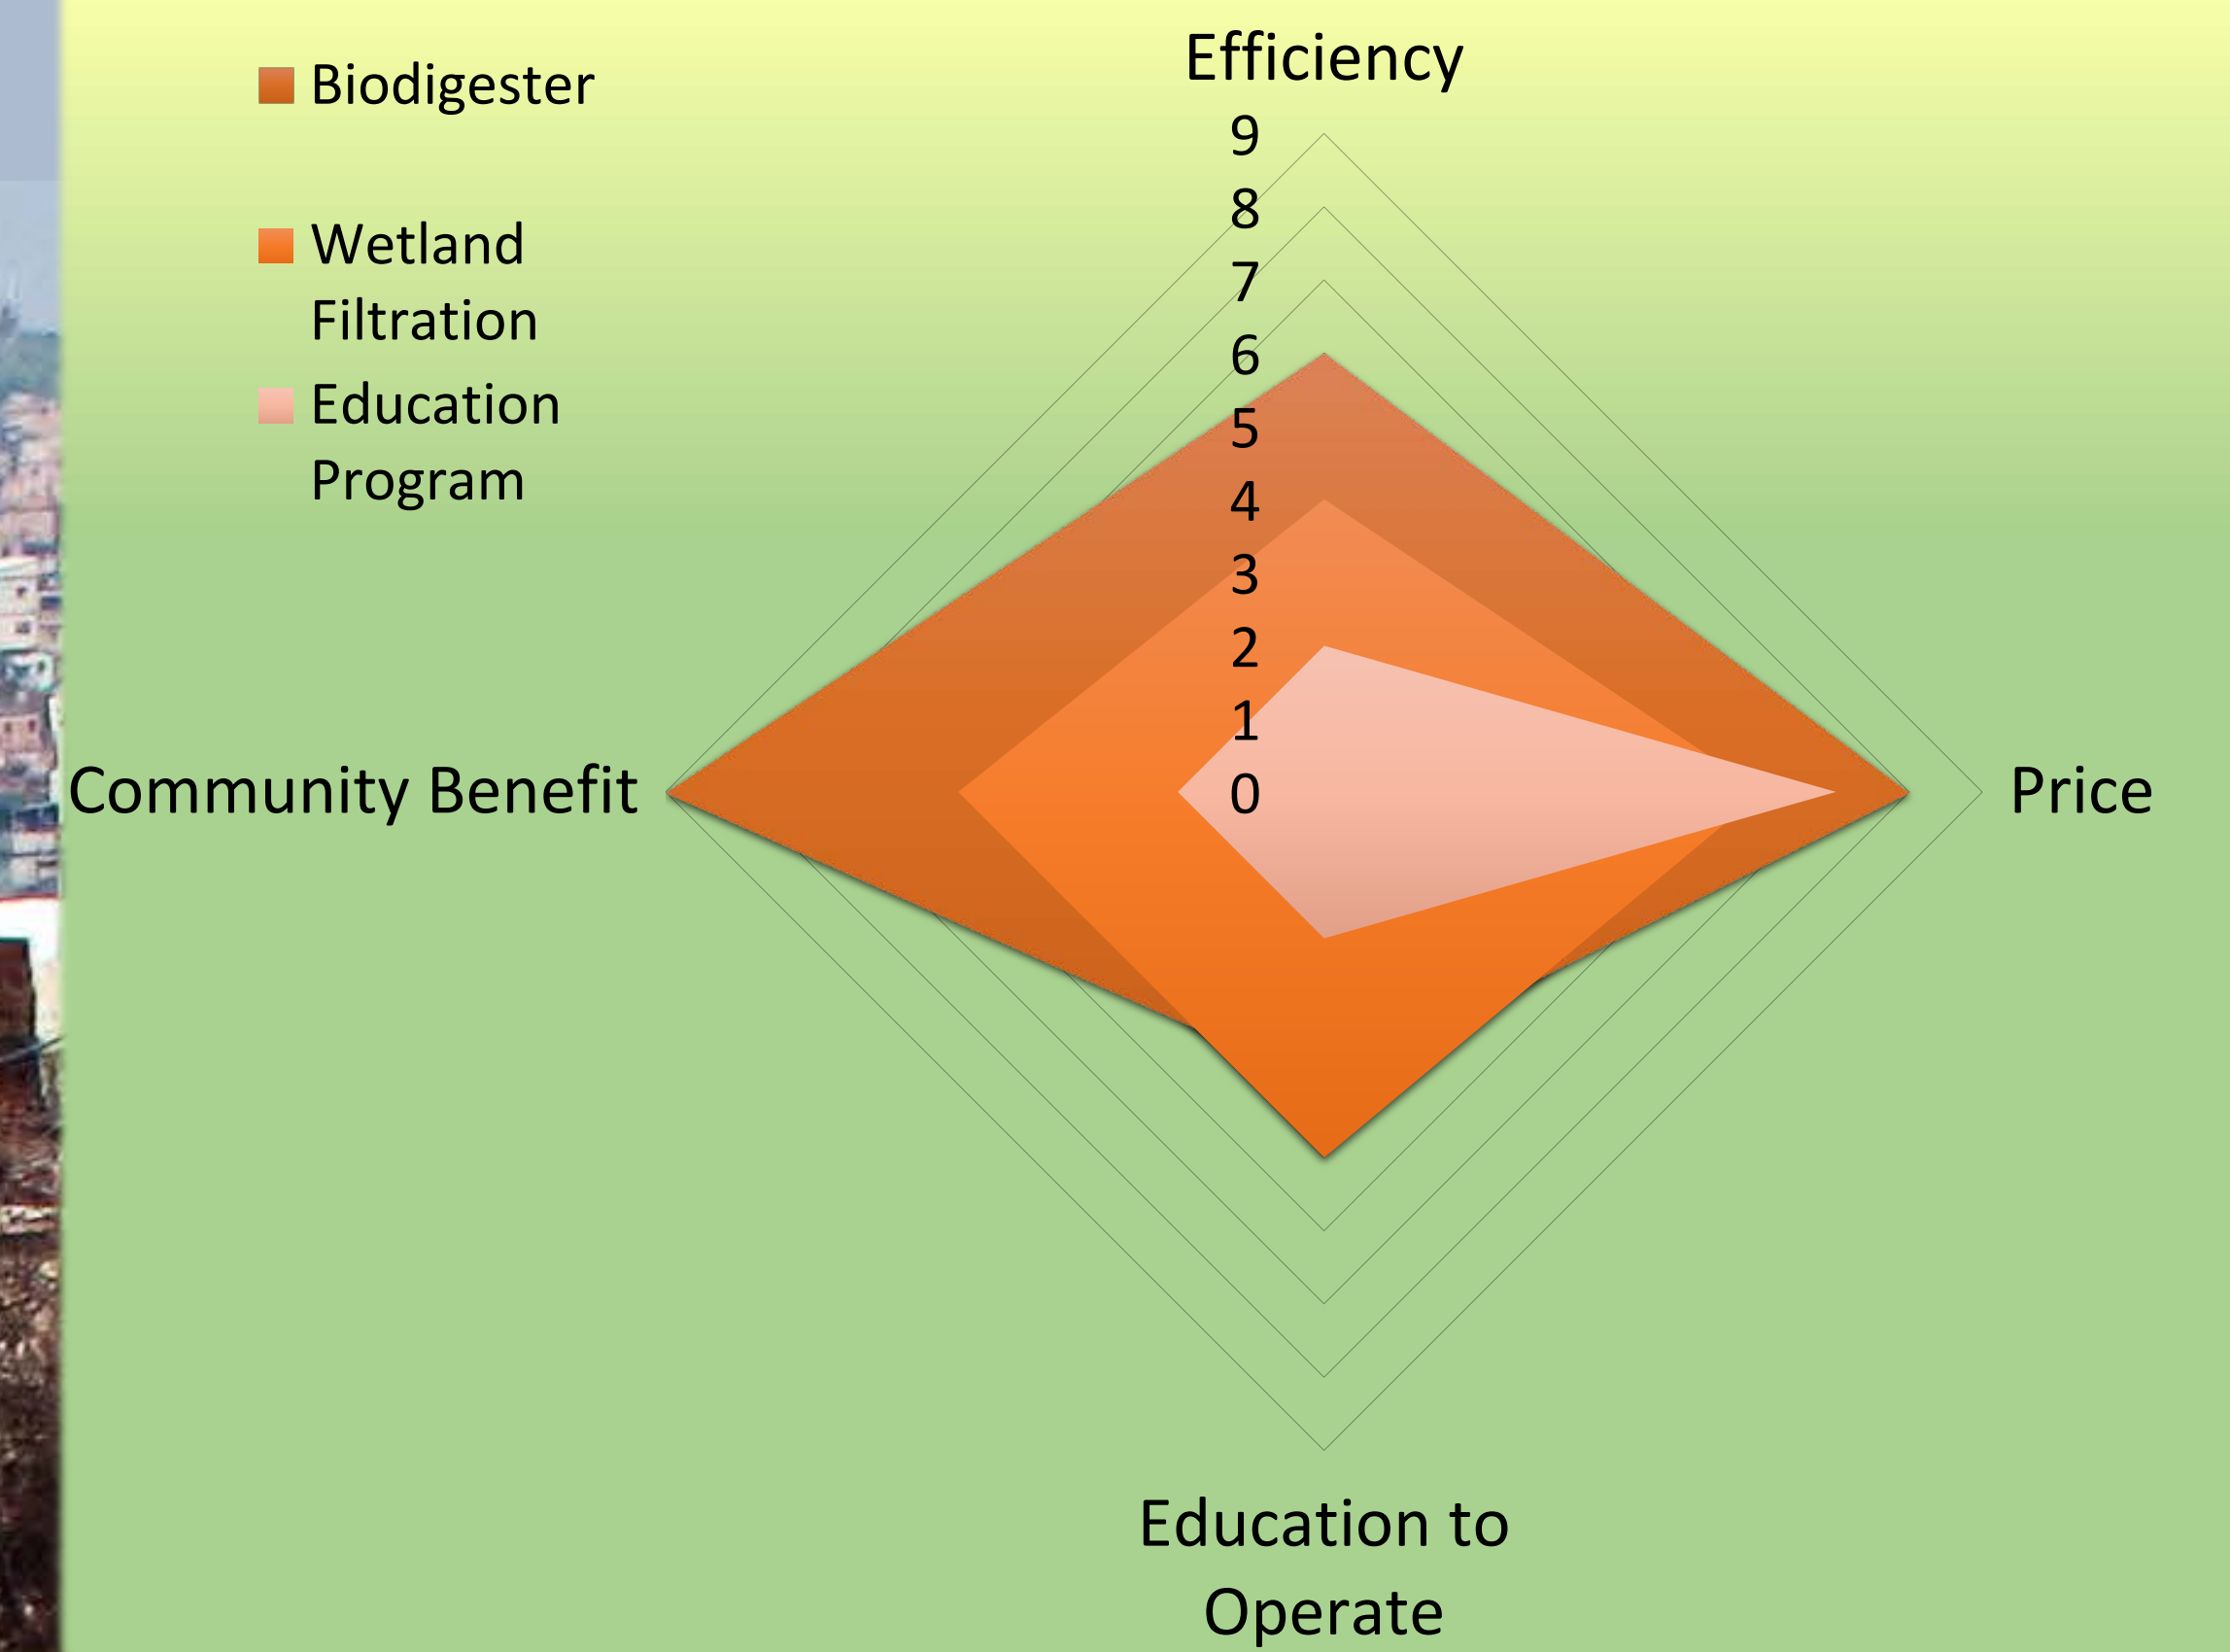 Biodigester
Wetland
Filtration
Education
Program
Efficiency
9
8
7
6
5
4
3
2
1
0
Community Benefit
Price
Education to
Operate